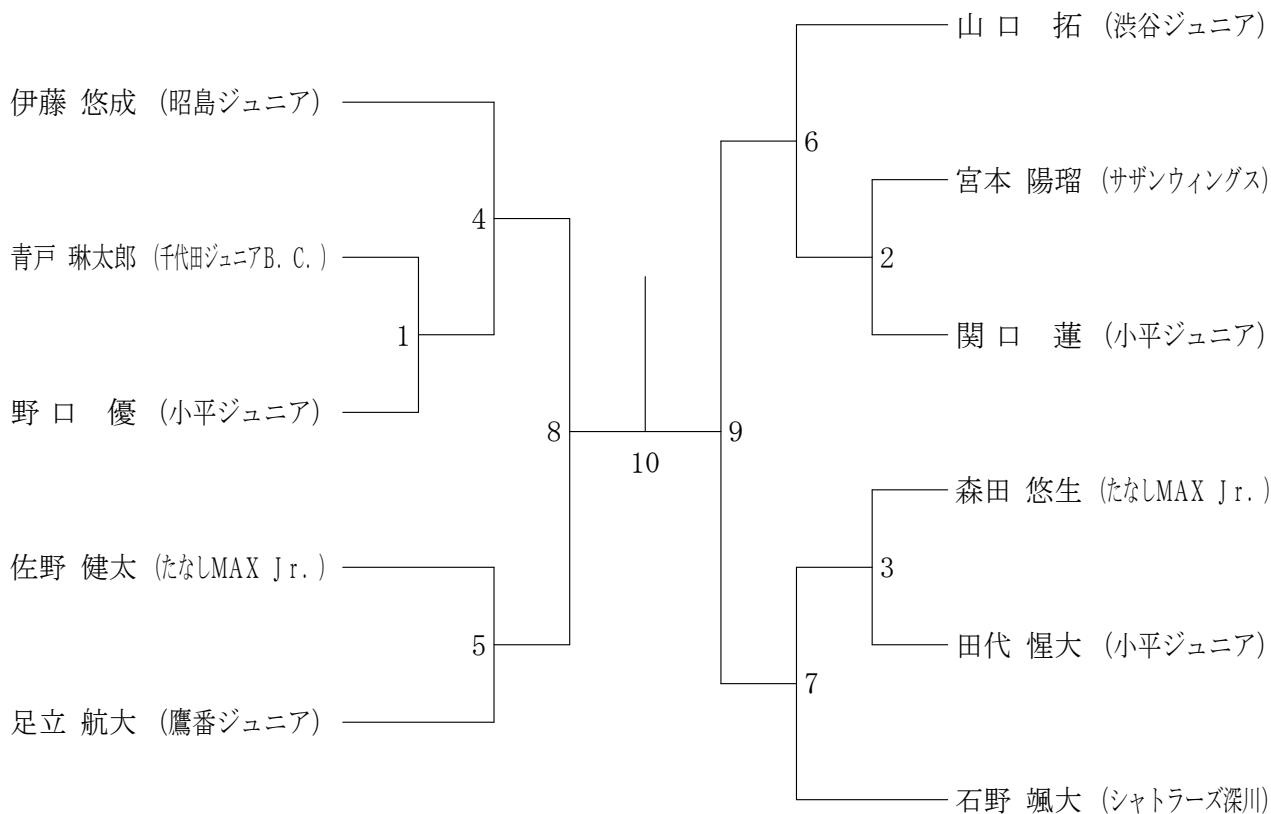 伊藤 悠成 (昭島ジュニア)
青戸 琳太郎 (千代田ジュニアB. C. )
野 口 優 (小平ジュニア)
佐野 健太 (たなしMAX Jr. )
足立 航大 (鷹番ジュニア)
1
4
5
8
10
9
6
2
3
7
山 口 拓 (渋谷ジュニア)
宮本 陽瑠 (サザンウィングス)
関 口 蓮 (小平ジュニア)
森田 悠生 (たなしMAX Jr. )
田代 惺大 (小平ジュニア)
石野 颯大 (シャトラーズ深川)